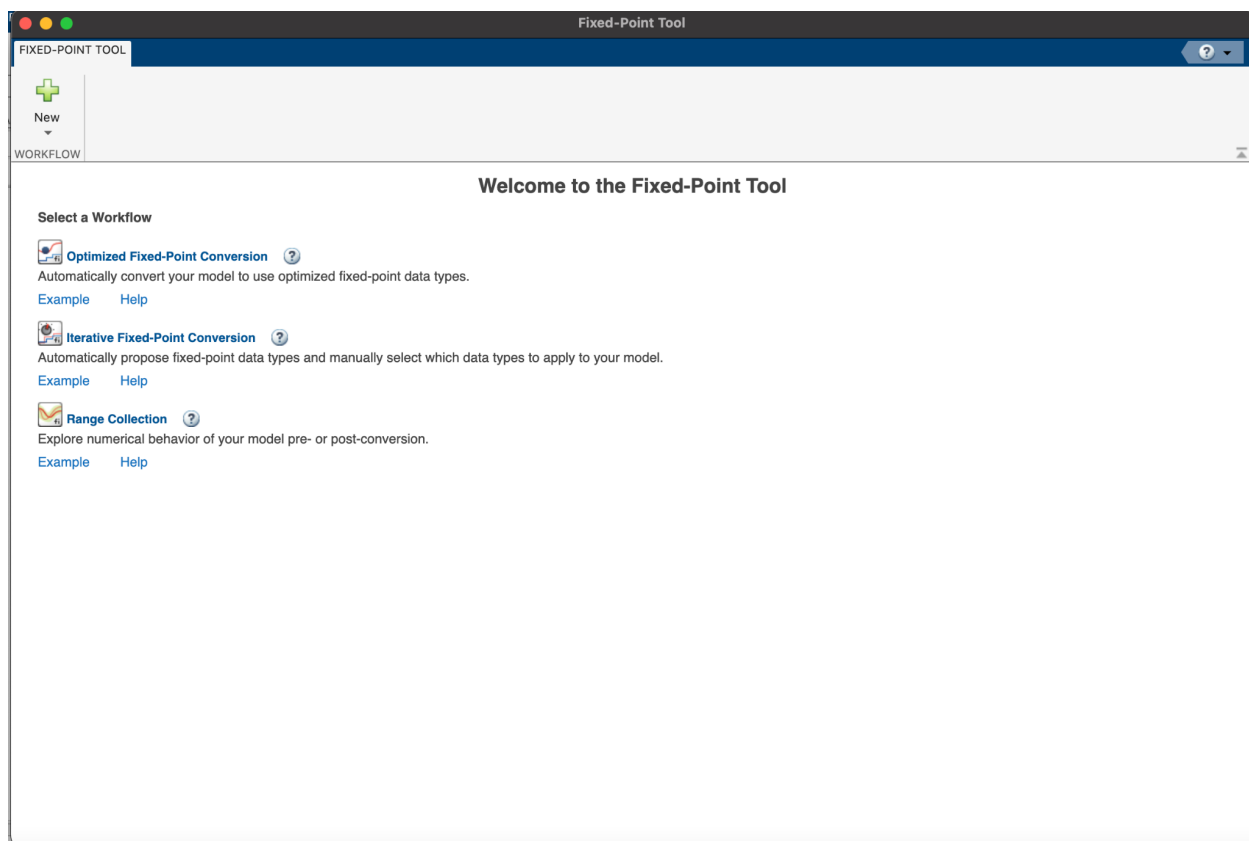 Fixed-Point Tool
FIXED-POINT TOOL
?
New
WORKFLOW
Welcome to the Fixed-Point Tool
Select a Workflow
Optimized Fixed-Point Conversion ?
Automatically convert your model to use optimized fixed-point data types.
Example Help
Iterative Fixed-Point Conversion ?
Automatically propose fixed-point data types and manually select which data types to apply to your model.
Example Help
Range Collection ?
Explore numerical behavior of your model pre- or post-conversion.
Example Help